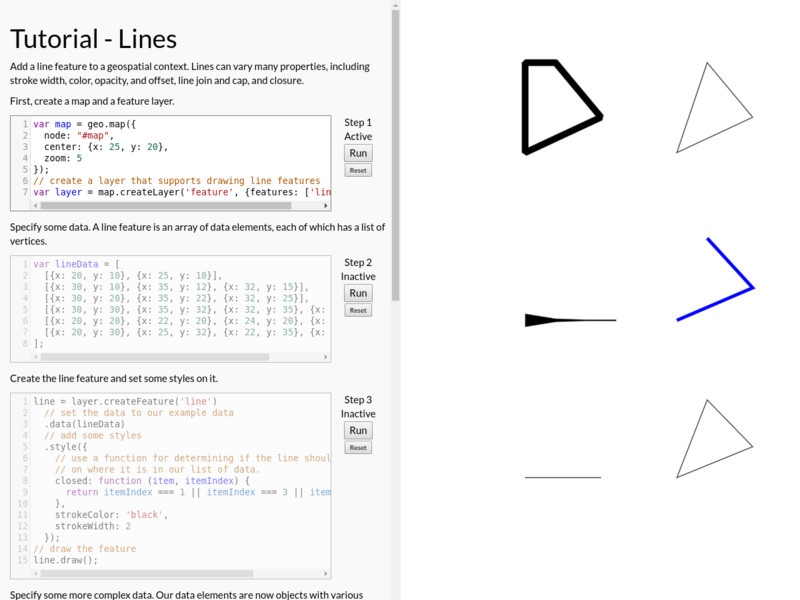 Tutorial - Lines
Add a line feature to a geospatial context. Lines can vary many properties, including
stroke width, color, opacity, and offset, line join and cap, and closure.
First, create a map and a feature layer.
1 var map = geo.map({
2   node: "#map",
3   center: {x: 25, y: 20},
4   zoom: 5
5 });
6 // create a layer that supports drawing line features
7 var layer = map.createLayer('feature', {features: ['lin
Step 1
Active
Run
Reset
Specify some data. A line feature is an array of data elements, each of which has a list of
vertices.
1 var lineData = [
2   [{x: 20, y: 10}, {x: 25, y: 10}],
3   [{x: 30, y: 10}, {x: 35, y: 12}, {x: 32, y: 15}],
4   [{x: 30, y: 20}, {x: 35, y: 22}, {x: 32, y: 25}],
5   [{x: 30, y: 30}, {x: 35, y: 32}, {x: 32, y: 35}, {x:
6   [{x: 20, y: 20}, {x: 22, y: 20}, {x: 24, y: 20}, {x:
7   [{x: 20, y: 30}, {x: 25, y: 32}, {x: 22, y: 35}, {x:
8 ];
Step 2
Inactive
Run
Reset
Create the line feature and set some styles on it.
1 line = layer.createFeature('line')
2   // set the data to our example data
3   .data(lineData)
4   // add some styles
5   .style({
6     // use a function for determining if the line shoul
7     // on where it is in our list of data.
8     closed: function (item, itemIndex) {
9       return itemIndex === 1 || itemIndex === 3 || item
10     },
11     strokeColor: 'black',
12     strokeWidth: 2
13   });
14 // draw the feature
15 line.draw();
Step 3
Inactive
Run
Reset
Specify some more complex data. Our data elements are now objects with various